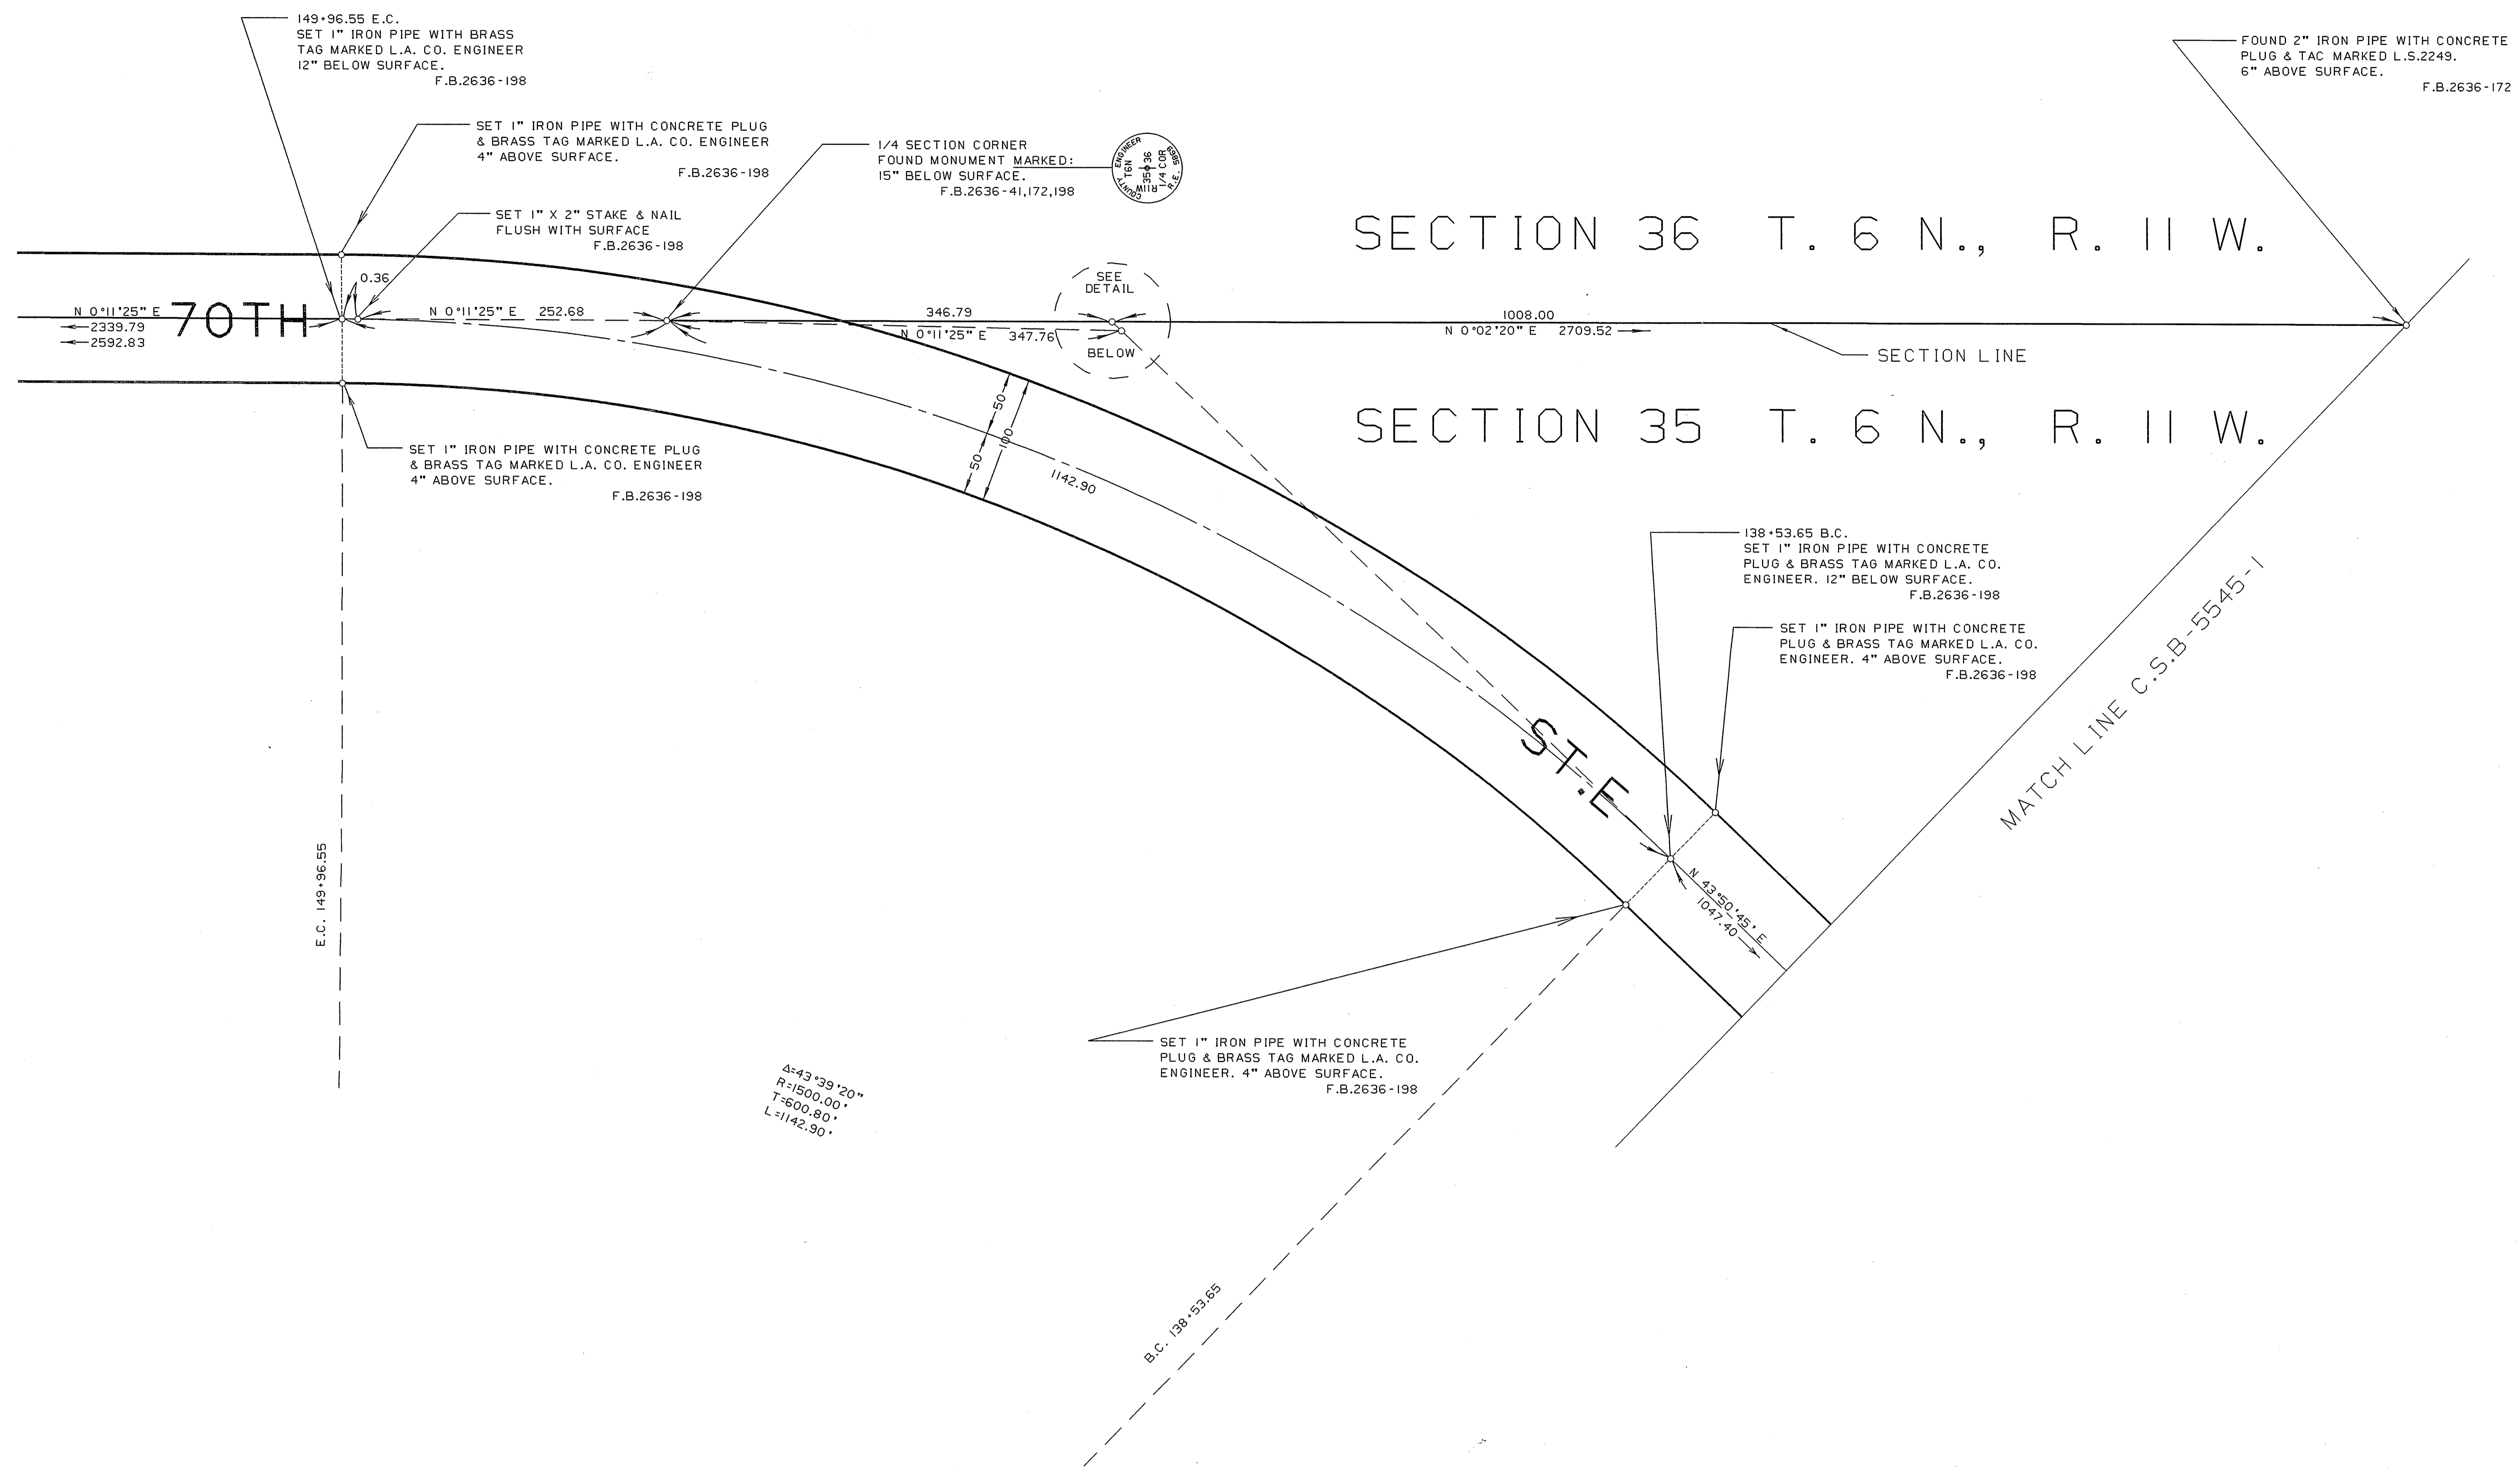 149+96.55 E.C.
SET 1" IRON PIPE WITH BRASS
TAG MARKED L.A. CO. ENGINEER
12" BELOW SURFACE.
F.B.2636-198
FOUND 2" IRON PIPE WITH CONCRETE
PLUG & TAC MARKED L.S.2249.
6" ABOVE SURFACE.
F.B.2636-172
SET 1" IRON PIPE WITH CONCRETE PLUG
& BRASS TAG MARKED L.A. CO. ENGINEER
4" ABOVE SURFACE.
F.B.2636-198
1/4 SECTION CORNER
FOUND MONUMENT MARKED:
15" BELOW SURFACE.
F.B.2636-41,172,198
COUNTY ENGINEER
R.E. 6985
T6N
R11W
35 36
1/4 COR
SET 1" X 2" STAKE & NAIL
FLUSH WITH SURFACE
F.B.2636-198
SECTION 36 T. 6 N., R. 11 W.
0.36
SEE
DETAIL
BELOW
N 0°11'25" E
2339.79
2592.83
70TH
N 0°11'25" E 252.68
346.79
N 0°11'25" E 347.76
1008.00
N 0°02'20" E 2709.52
SECTION LINE
SECTION 35 T. 6 N., R. 11 W.
50
50
100
1142.90
SET 1" IRON PIPE WITH CONCRETE PLUG
& BRASS TAG MARKED L.A. CO. ENGINEER
4" ABOVE SURFACE.
F.B.2636-198
138+53.65 B.C.
SET 1" IRON PIPE WITH CONCRETE
PLUG & BRASS TAG MARKED L.A. CO.
ENGINEER. 12" BELOW SURFACE.
F.B.2636-198
SET 1" IRON PIPE WITH CONCRETE
PLUG & BRASS TAG MARKED L.A. CO.
ENGINEER. 4" ABOVE SURFACE.
F.B.2636-198
MATCH LINE C.S.B-5545-1
ST.E
N 43°50'45' E
1047.40
E.C. 149+96.55
SET 1" IRON PIPE WITH CONCRETE
PLUG & BRASS TAG MARKED L.A. CO.
ENGINEER. 4" ABOVE SURFACE.
F.B.2636-198
Δ=43°39'20"
R=1500.00'
T=600.80'
L=1142.90'
B.C. 138+53.65